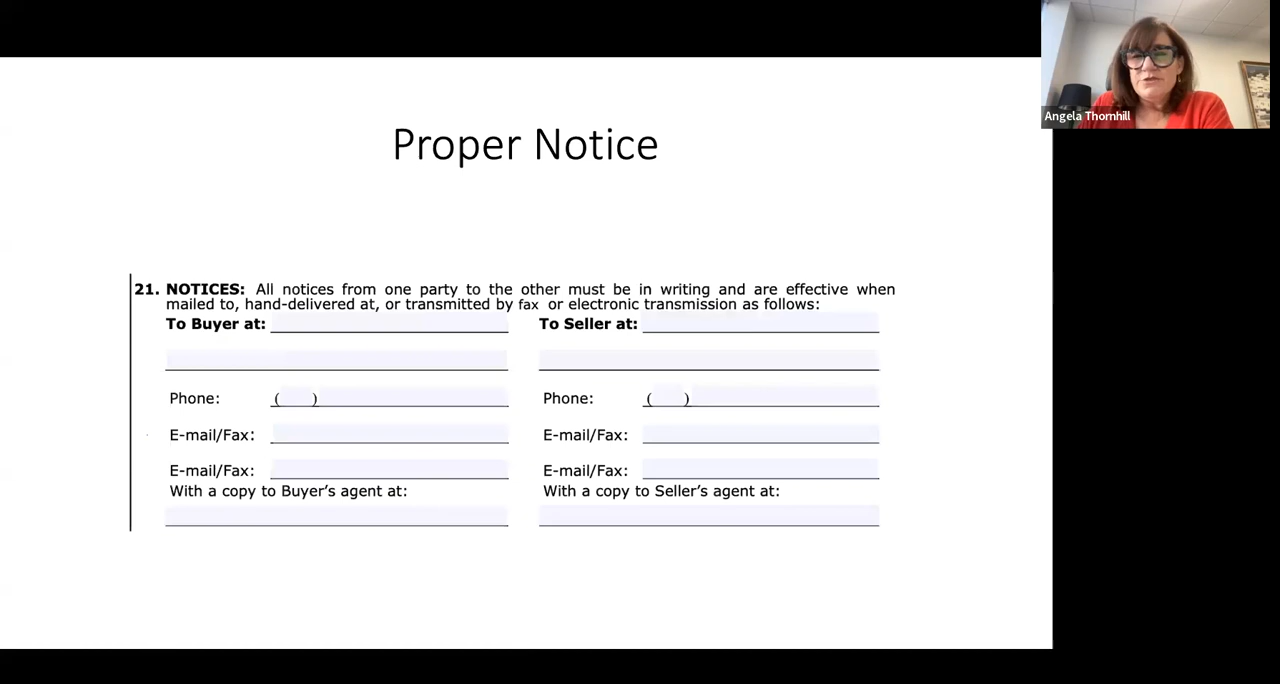 Angela Thornhill
Proper Notice
21. NOTICES: All notices from one party to the other must be in writing and are effective when
mailed to, hand-delivered at, or transmitted by fax or electronic transmission as follows:
To Buyer at: To Seller at:
Phone: ( ) Phone: ( )
E-mail/Fax: E-mail/Fax:
E-mail/Fax: E-mail/Fax:
With a copy to Buyer’s agent at: With a copy to Seller’s agent at: